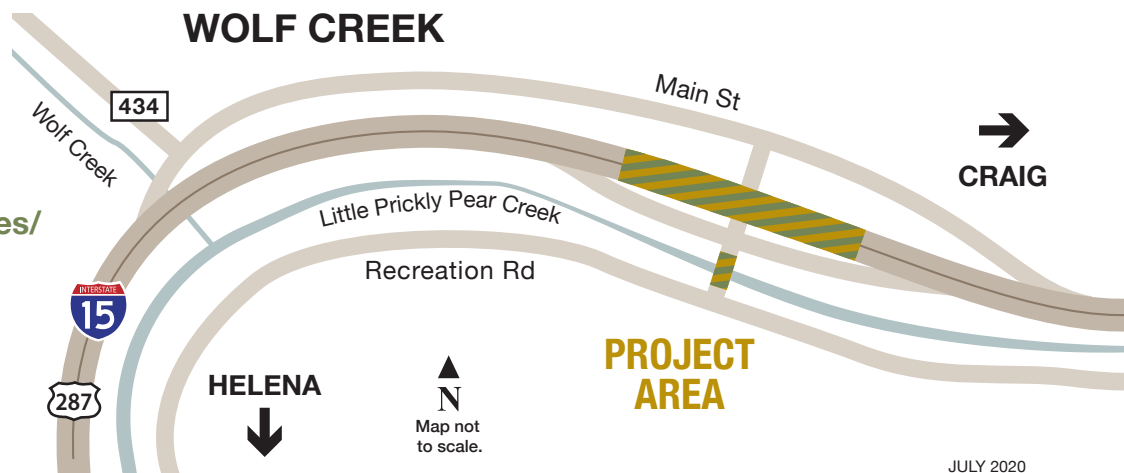 WOLF CREEK
Main St
434
Wolf Creek
CRAIG
es/
Little Prickly Pear Creek
Recreation Rd
INTERSTATE
15
PROJECT
AREA
HELENA
287
N
Map not
to scale.
JULY 2020